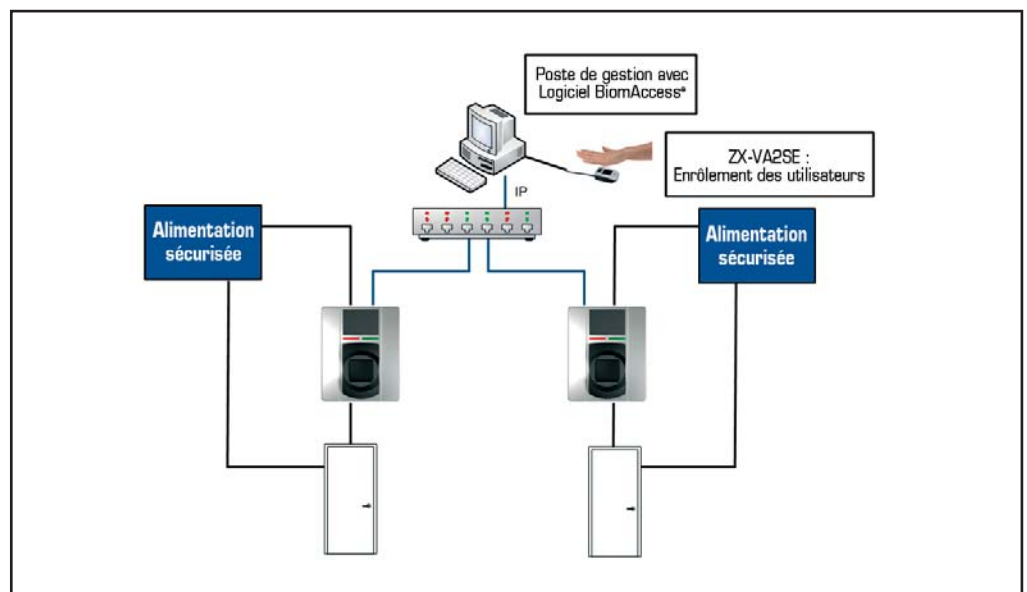 Poste de gestion avec
Logiciel BiomAccess®
ZX-VA2SE :
Enrôlement des utilisateurs
IP
Alimentation
sécurisée
Alimentation
sécurisée